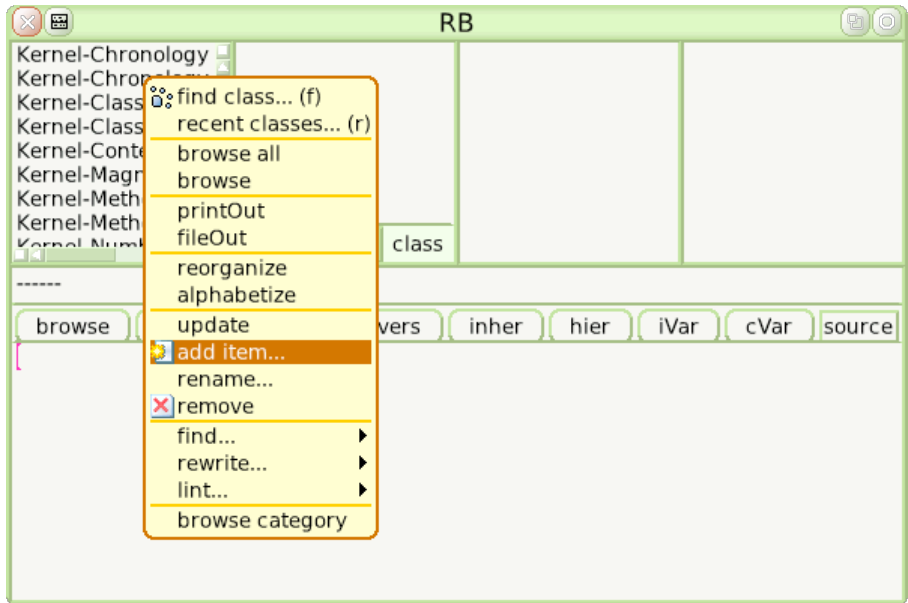 RB
Kernel-Chronology
Kernel-Chronology
Kernel-Class
Kernel-Class
Kernel-Conte
Kernel-Magn
Kernel-Meth
Kernel-Meth
Kernel-Numb
find class... (f)
recent classes... (r)
browse all
browse
printOut
fileOut
reorganize
alphabetize
update
add item...
rename...
remove
find...
rewrite...
lint...
browse category
class
------
browse vers inher hier iVar cVar source